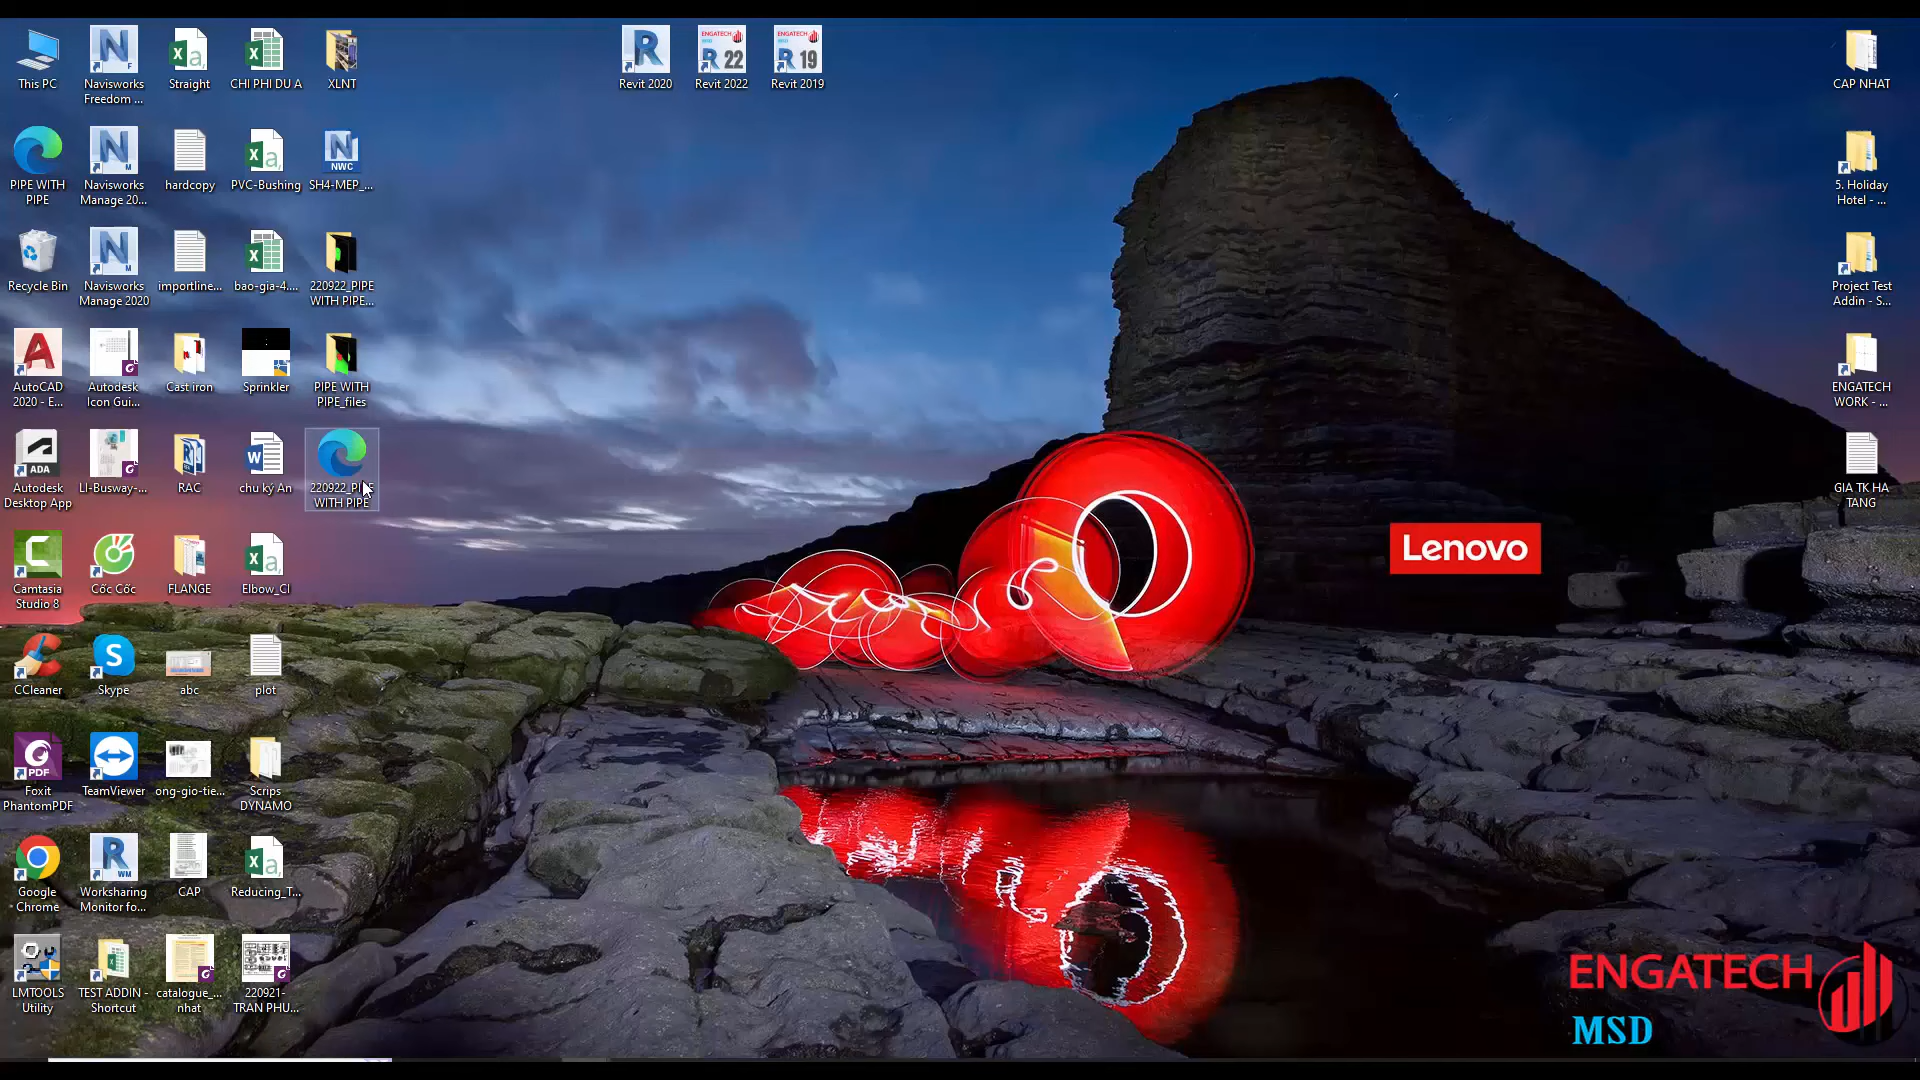 This PC
Navisworks
Freedom ...
Straight
CHI PHI DU A
XLNT
Revit 2020
Revit 2022
Revit 2019
CAP NHAT
PIPE WITH
PIPE
Navisworks
Manage 20...
hardcopy
PVC-Bushing
SH4-MEP_...
5. Holiday
Hotel - ...
Recycle Bin
Navisworks
Manage 2020
importline...
bao-gia-4....
220922_PIPE
WITH PIPE...
Project Test
Addin - S...
AutoCAD
2020 - E...
Autodesk
Icon Gui...
Cast iron
Sprinkler
PIPE WITH
PIPE_files
ENGATECH
WORK - ...
Autodesk
Desktop App
LI-Busway-...
RAC
chu ký An
220922_PIPE
WITH PIPE
GIA TK HA
TANG
Lenovo
Camtasia
Studio 8
Cốc Cốc
FLANGE
Elbow_CI
CCleaner
Skype
abc
plot
Foxit
PhantomPDF
TeamViewer
ong-gio-tie...
Scrips
DYNAMO
Google
Chrome
Worksharing
Monitor fo...
CAP
Reducing_T...
LMTOOLS
Utility
TEST ADDIN -
Shortcut
catalogue_...
nhat
220921-
TRAN PHU...
ENGATECH
MSD